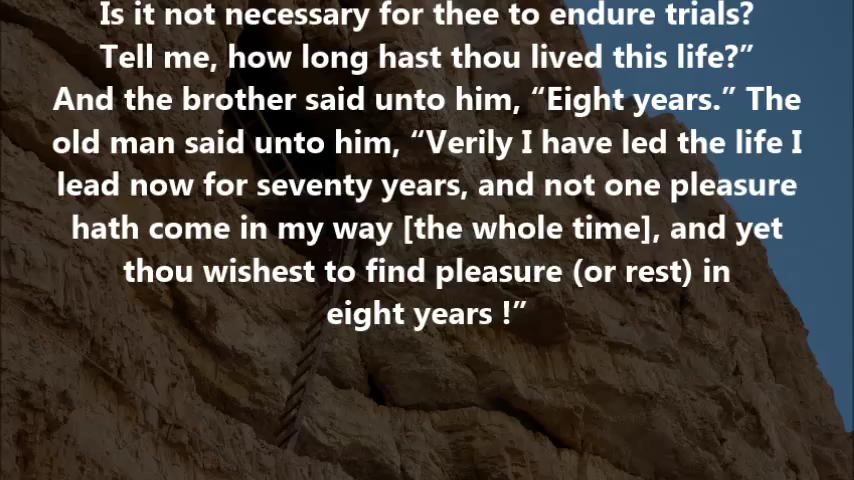 Is it not necessary for thee to endure trials?
Tell me, how long hast thou lived this life?”
And the brother said unto him, “Eight years.” The
old man said unto him, “Verily I have led the life I
lead now for seventy years, and not one pleasure
hath come in my way [the whole time], and yet
thou wishest to find pleasure (or rest) in
eight years !”